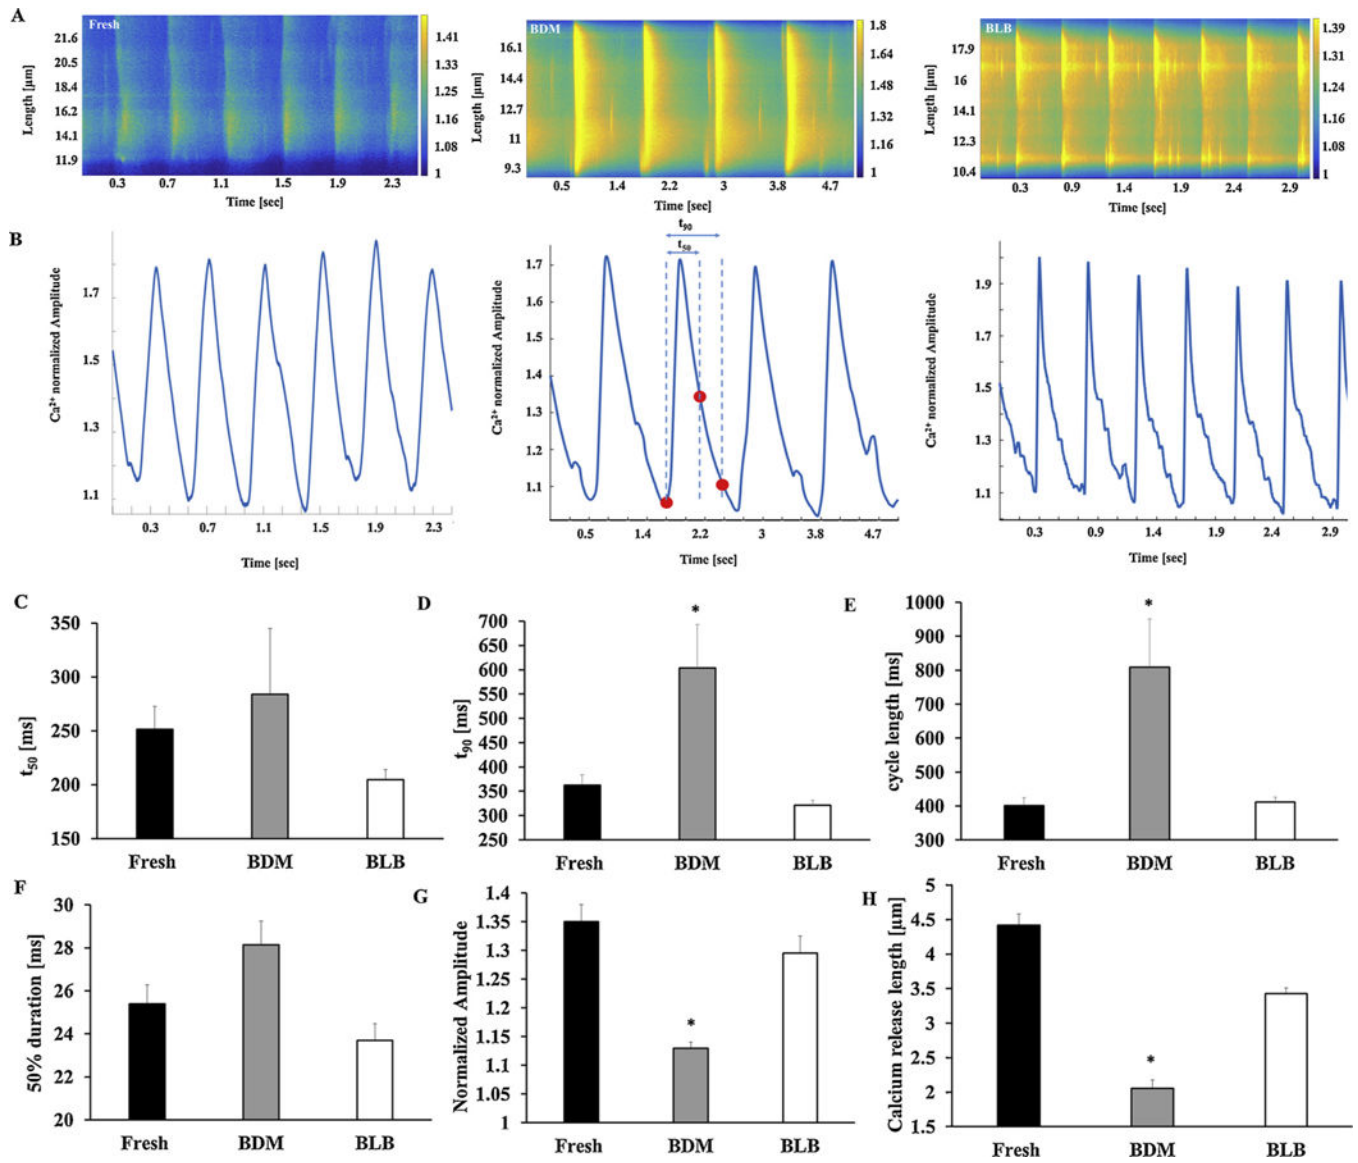 A
Fresh
BDM
BLB
Length [μm]
21.6
20.5
18.4
16.2
14.1
11.9
1.41
1.33
1.25
1.16
1.08
1
0.3 0.7 1.1 1.5 1.9 2.3
Time [sec]
Length [μm]
16.1
14.4
12.7
11
9.3
1.8
1.64
1.48
1.32
1.16
1
0.5 1.4 2.2 3 3.8 4.7
Time [sec]
Length [μm]
17.9
16
14.2
12.3
10.4
1.39
1.31
1.23
1.16
1.08
1
0.3 0.9 1.4 1.9 2.4 2.9
Time [sec]
B
Ca2+ normalized Amplitude
1.7
1.5
1.3
1.1
0.3 0.7 1.1 1.5 1.9 2.3
Time [sec]
t90
t50
Ca2+ normalized Amplitude
1.7
1.6
1.4
1.3
1.2
1.1
0.5 1.4 2.2 3 3.8 4.7
Time [sec]
Ca2+ normalized Amplitude
1.9
1.7
1.5
1.3
1.1
0.3 0.9 1.4 1.9 2.4 2.9
Time [sec]
C
t50 [ms]
350
300
250
200
150
Fresh BDM BLB
D
t90 [ms]
700
650
600
550
500
450
400
350
300
250
*
Fresh BDM BLB
E
cycle length [ms]
1000
900
800
700
600
500
400
300
*
Fresh BDM BLB
F
50% duration [ms]
30
28
26
24
22
20
Fresh BDM BLB
G
Normalized Amplitude
1.4
1.35
1.3
1.25
1.2
1.15
1.1
1.05
1
*
Fresh BDM BLB
H
Calcium release length [μm]
5
4.5
4
3.5
3
2.5
2
1.5
*
Fresh BDM BLB